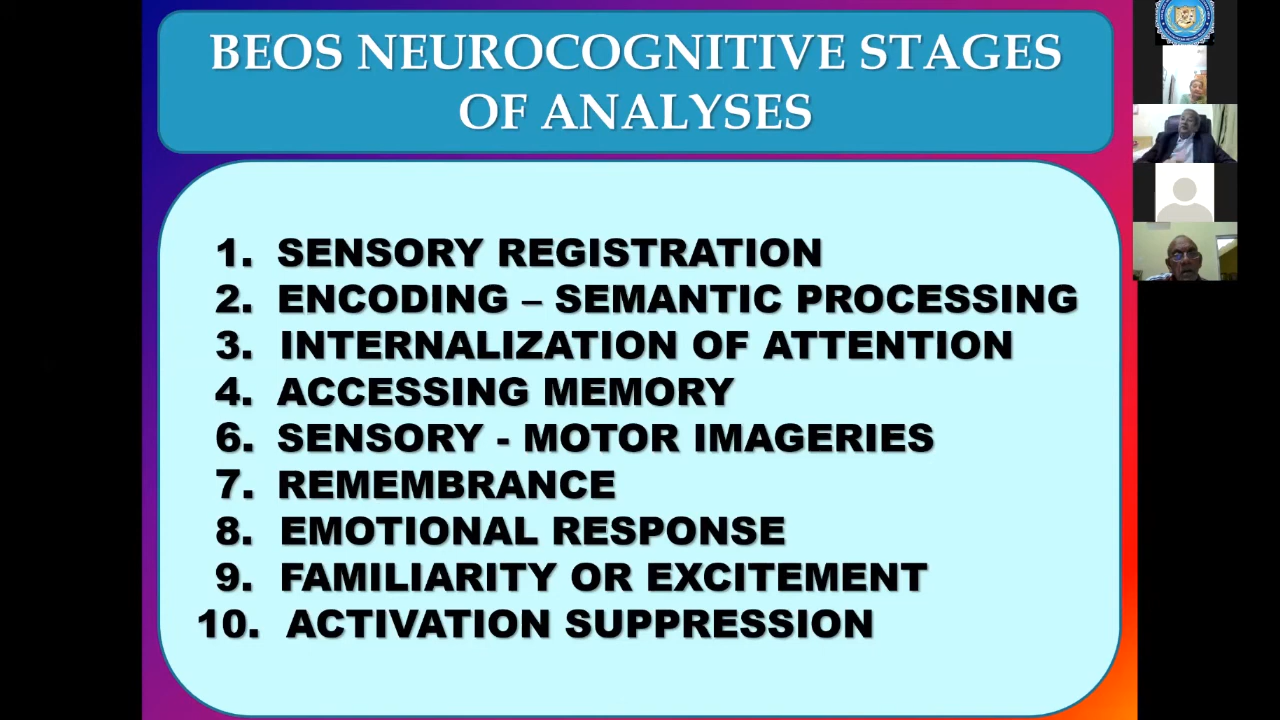 BEOS NEUROCOGNITIVE STAGES
OF ANALYSES
1. SENSORY REGISTRATION
2. ENCODING – SEMANTIC PROCESSING
3. INTERNALIZATION OF ATTENTION
4. ACCESSING MEMORY
6. SENSORY - MOTOR IMAGERIES
7. REMEMBRANCE
8. EMOTIONAL RESPONSE
9. FAMILIARITY OR EXCITEMENT
10. ACTIVATION SUPPRESSION